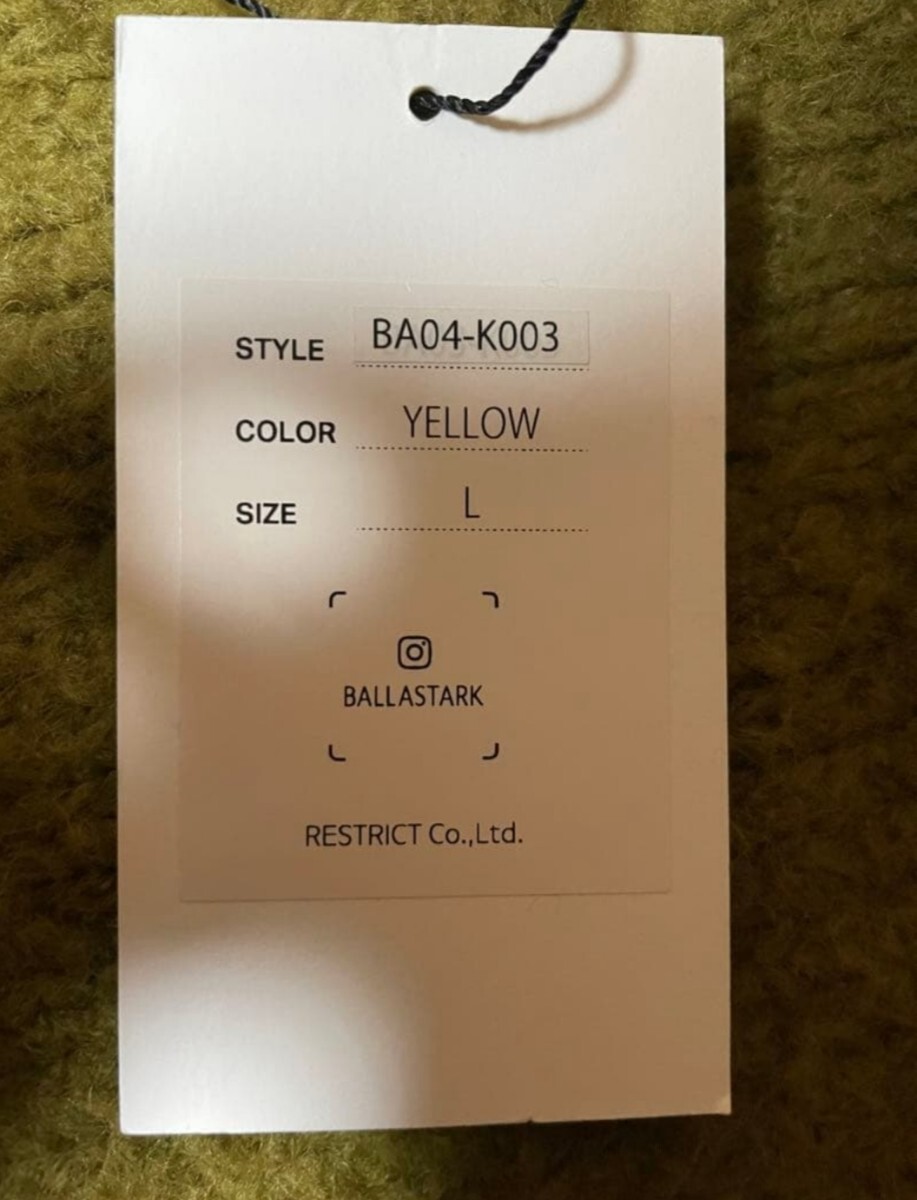 STYLE BA04-K003
COLOR YELLOW
SIZE L
BALLASTARK
RESTRICT Co.,Ltd.